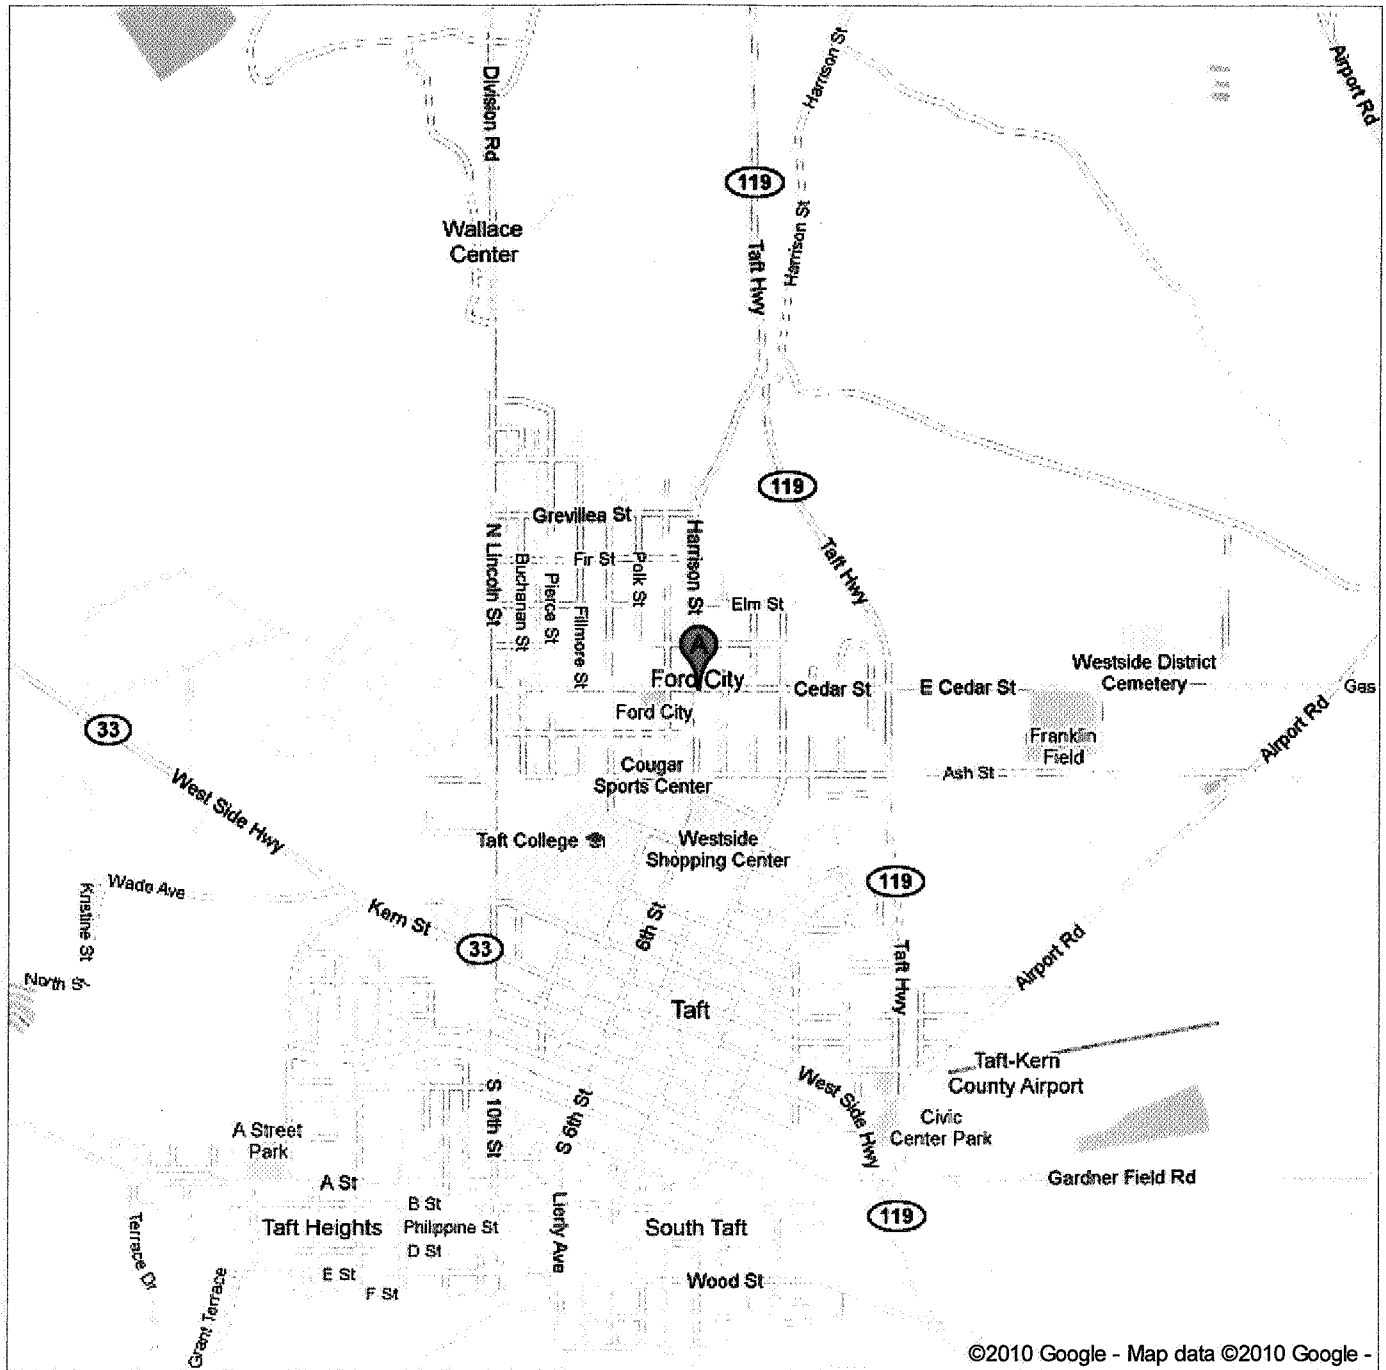 Harrison St
Airport Rd
Division Rd
119
Harrison St
Wallace
Center
Taft Hwy
119
Grevillea St
N Lincoln St
Harrison St
Buchanan St
Fir St
Polk St
Taft Hwy
Pierce St
Fillmore St
Elm St
A
Ford City
Cedar St
E Cedar St
Westside District
Cemetery
Gas
Ford City
Airport Rd
33
Franklin
Field
Cougar
Sports Center
Ash St
West Side Hwy
Taft College
Westside
Shopping Center
119
Wade Ave
Kristine St
Kern St
6th St
33
Taft Hwy
Airport Rd
North St
Taft
Taft-Kern
County Airport
West Side Hwy
S 10th St
S 6th St
Civic
Center Park
A Street
Park
A St
Gardner Field Rd
B St
Lierly Ave
119
Terrace Dr
Taft Heights
Philippine St
South Taft
D St
E St
F St
Wood St
Grant Terrace
©2010 Google - Map data ©2010 Google -